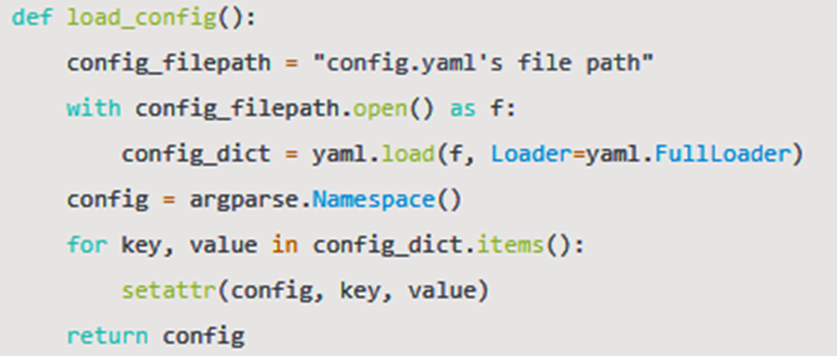 def load_config():
    config_filepath = "config.yaml's file path"
    with config_filepath.open() as f:
        config_dict = yaml.load(f, Loader=yaml.FullLoader)
    config = argparse.Namespace()
    for key, value in config_dict.items():
        setattr(config, key, value)
    return config